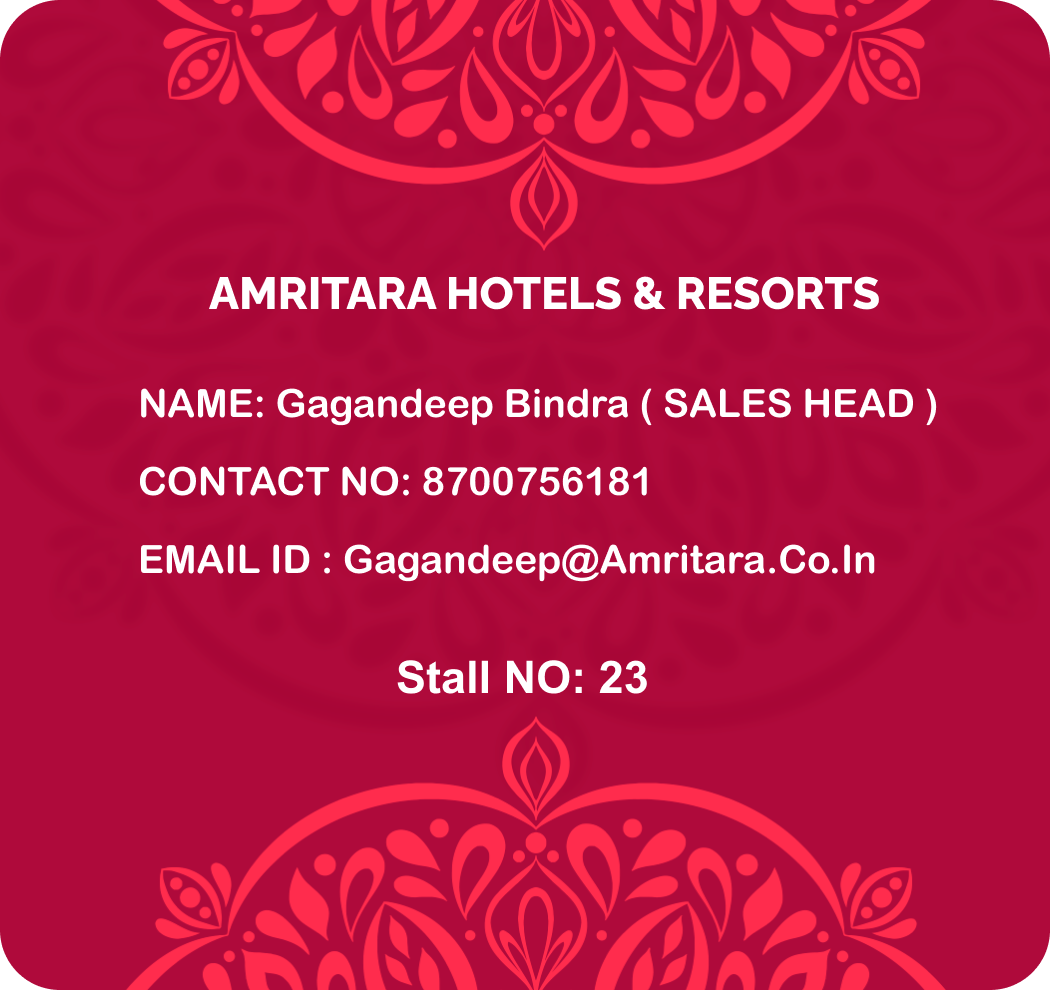 AMRITARA HOTELS & RESORTS
NAME: Gagandeep Bindra ( SALES HEAD )
CONTACT NO: 8700756181
EMAIL ID : Gagandeep@Amritara.Co.In
Stall NO: 23